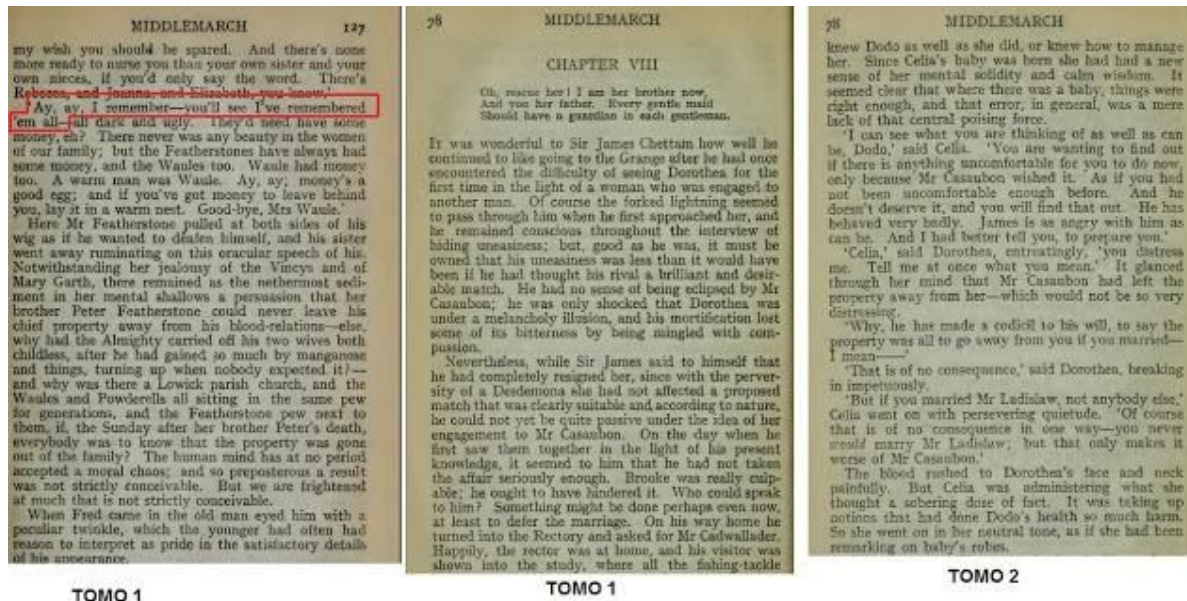 MIDDLEMARCH 127
my wish you should be spared. And there's none
more ready to nurse you than your own sister and your
own nieces, if you'd only say the word. There's
Rebecca, and Joanna, and Elizabeth, you know.'
'Ay, ay, I remember—you'll see I've remembered
'em all—all dark and ugly. They'd need have some
money, eh? There never was any beauty in the women
of our family; but the Featherstones have always had
some money, and the Waules too. Waule had money
too. A warm man was Waule. Ay, ay; money's a
good egg; and if you've got money to leave behind
you, lay it in a warm nest. Good-bye, Mrs Waule.'
Here Mr Featherstone pulled at both sides of his
wig as if he wanted to deafen himself, and his sister
went away ruminating on this oracular speech of his.
Notwithstanding her jealousy of the Vincys and of
Mary Garth, there remained as the nethermost sedi-
ment in her mental shallows a persuasion that her
brother Peter Featherstone could never leave his
chief property away from his blood-relations—else,
why had the Almighty carried off his two wives both
childless, after he had gained so much by manganese
and things, turning up when nobody expected it?—
and why was there a Lowick parish church, and the
Waules and Powderells all sitting in the same pew
for generations, and the Featherstone pew next to
them, if, the Sunday after her brother Peter's death,
everybody was to know that the property was gone
out of the family? The human mind has at no period
accepted a moral chaos; and so preposterous a result
was not strictly conceivable. But we are frightened
at much that is not strictly conceivable.
When Fred came in the old man eyed him with a
peculiar twinkle, which the younger had often had
reason to interpret as pride in the satisfactory details
of his appearance.
TOMO 1
78 MIDDLEMARCH
CHAPTER VIII
Oh, rescue her! I am her brother now,
And you her father. Every gentle maid
Should have a guardian in each gentleman.
It was wonderful to Sir James Chettam how well he
continued to like going to the Grange after he had once
encountered the difficulty of seeing Dorothea for the
first time in the light of a woman who was engaged to
another man. Of course the forked lightning seemed
to pass through him when he first approached her, and
he remained conscious throughout the interview of
hiding uneasiness; but, good as he was, it must be
owned that his uneasiness was less than it would have
been if he had thought his rival a brilliant and desir-
able match. He had no sense of being eclipsed by Mr
Casaubon; he was only shocked that Dorothea was
under a melancholy illusion, and his mortification lost
some of its bitterness by being mingled with com-
passion.
Nevertheless, while Sir James said to himself that
he had completely resigned her, since with the perver-
sity of a Desdemona she had not affected a proposed
match that was clearly suitable and according to nature,
he could not yet be quite passive under the idea of her
engagement to Mr Casaubon. On the day when he
first saw them together in the light of his present
knowledge, it seemed to him that he had not taken
the affair seriously enough. Brooke was really culp-
able; he ought to have hindered it. Who could speak
to him? Something might be done perhaps even now,
at least to defer the marriage. On his way home he
turned into the Rectory and asked for Mr Cadwallader.
Happily, the rector was at home, and his visitor was
shown into the study, where all the fishing-tackle
TOMO 1
78 MIDDLEMARCH
knew Dodo as well as she did, or knew how to manage
her. Since Celia's baby was born she had had a new
sense of her mental solidity and calm wisdom. It
seemed clear that where there was a baby, things were
right enough, and that error, in general, was a mere
lack of that central poising force.
'I can see what you are thinking of as well as can
be, Dodo,' said Celia. 'You are wanting to find out
if there is anything uncomfortable for you to do now,
only because Mr Casaubon wished it. As if you had
not been uncomfortable enough before. And he
doesn't deserve it, and you will find that out. He has
behaved very badly. James is as angry with him as
can be. And I had better tell you, to prepare you.'
'Celia,' said Dorothea, entreatingly, 'you distress
me. Tell me at once what you mean.' It glanced
through her mind that Mr Casaubon had left the
property away from her—which would not be so very
distressing.
'Why, he has made a codicil to his will, to say the
property was all to go away from you if you married—
I mean——'
'That is of no consequence,' said Dorothea, breaking
in impetuously.
'But if you married Mr Ladislaw, not anybody else,'
Celia went on with persevering quietude. 'Of course
that is of no consequence in one way—you never
would marry Mr Ladislaw; but that only makes it
worse of Mr Casaubon.'
The blood rushed to Dorothea's face and neck
painfully. But Celia was administering what she
thought a sobering dose of fact. It was taking up
notions that had done Dodo's health so much harm.
So she went on in her neutral tone, as if she had been
remarking on baby's robes.
TOMO 2